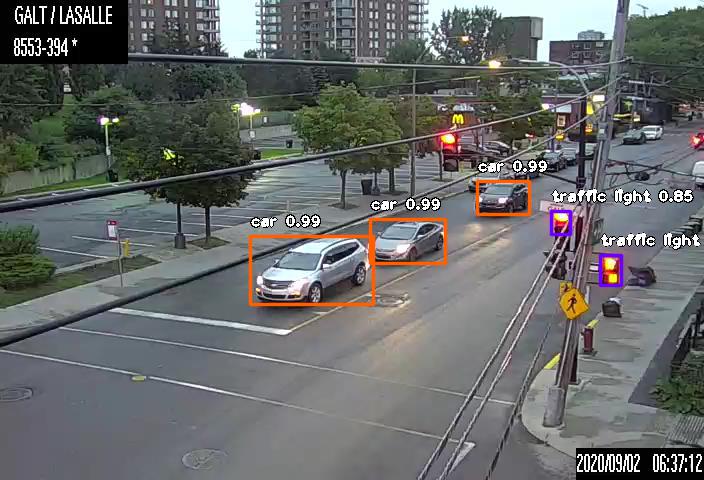 GALT / LASALLE
8553-394 *
car 0.99
traffic light 0.85
car 0.99
car 0.99
traffic light
2020/09/02 06:37:12